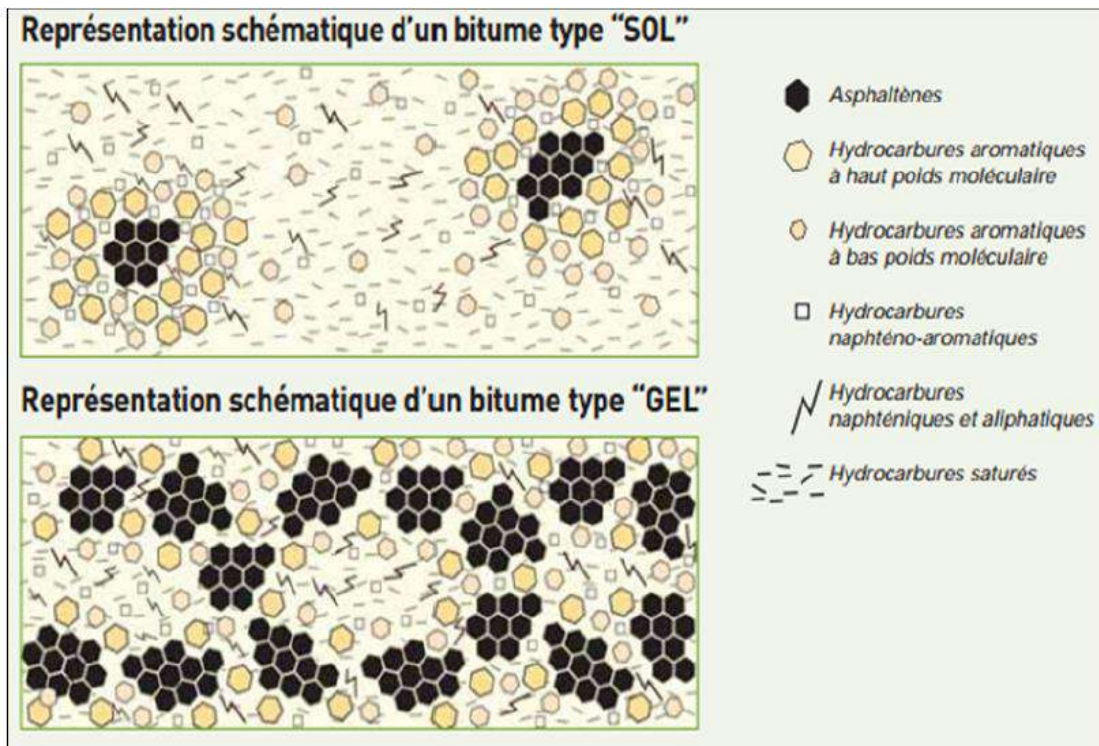 Représentation schématique d'un bitume type “SOL”
Asphaltènes
Hydrocarbures aromatiques
à haut poids moléculaire
Hydrocarbures aromatiques
à bas poids moléculaire
Hydrocarbures
naphténo-aromatiques
Représentation schématique d'un bitume type “GEL”
Hydrocarbures
naphténiques et aliphatiques
Hydrocarbures saturés